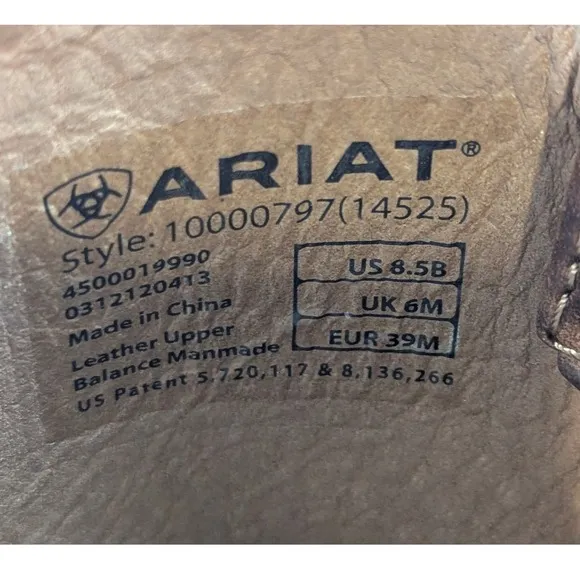 ARIAT®
Style: 10000797(14525)
4500019990
0312120413
Made in China
Leather Upper
Balance Manmade
US Patent 5,720,117 & 8,136,266
US 8.5B
UK 6M
EUR 39M